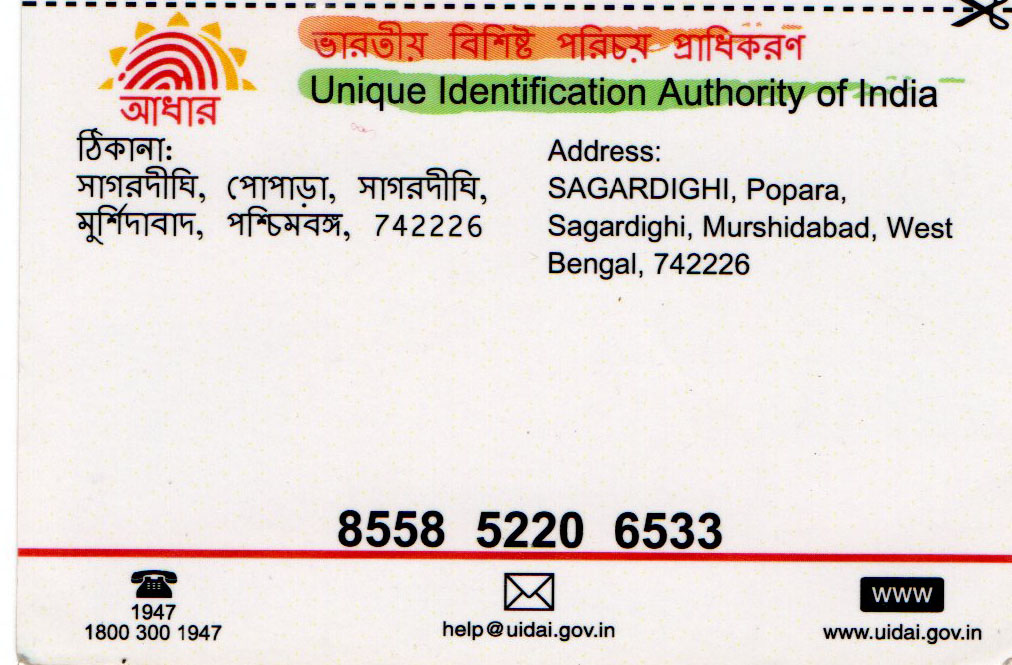 ভারতীয় বিশিষ্ট পরিচয় প্রাধিকরণ
Unique Identification Authority of India
আধার
ঠিকানা:
সাগরদীঘি, পোপাড়া, সাগরদীঘি,
মুর্শিদাবাদ, পশ্চিমবঙ্গ, 742226
Address:
SAGARDIGHI, Popara,
Sagardighi, Murshidabad, West
Bengal, 742226
8558 5220 6533
1947
1800 300 1947
help@uidai.gov.in
www
www.uidai.gov.in